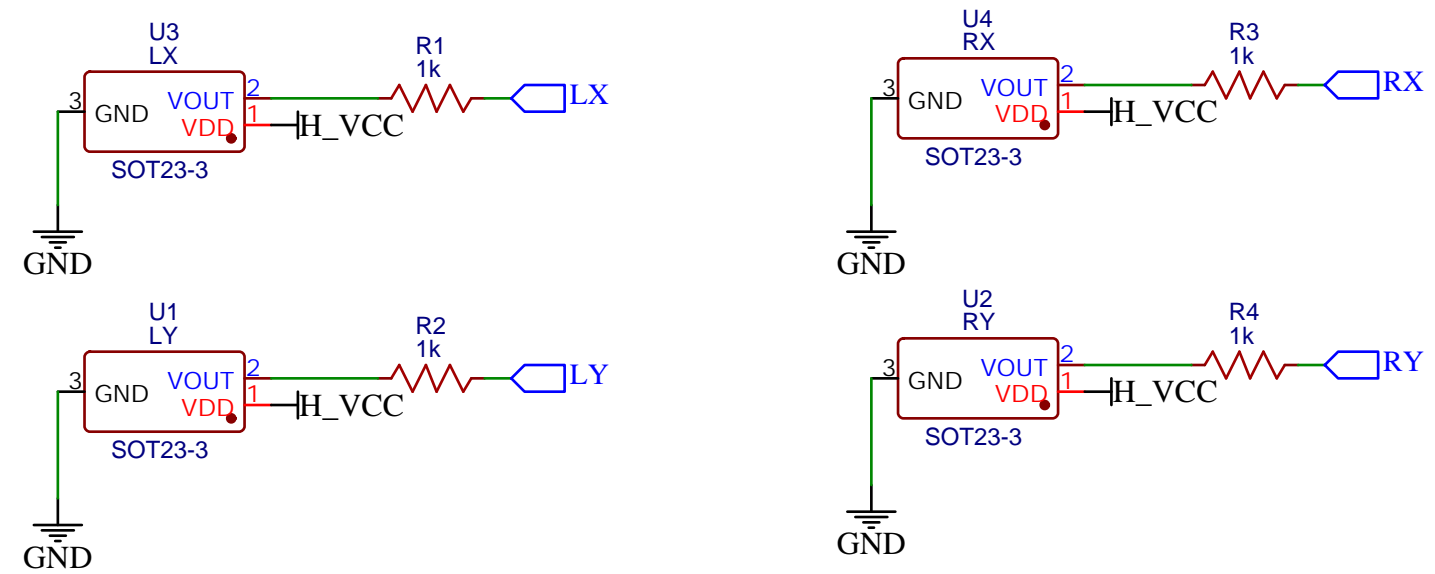 U3
LX
R1
1k
3
GND
VOUT
2
VDD
1
H_VCC
LX
SOT23-3
GND
U4
RX
R3
1k
3
GND
VOUT
2
VDD
1
H_VCC
RX
SOT23-3
GND
U1
LY
R2
1k
3
GND
VOUT
2
VDD
1
H_VCC
LY
SOT23-3
GND
U2
RY
R4
1k
3
GND
VOUT
2
VDD
1
H_VCC
RY
SOT23-3
GND